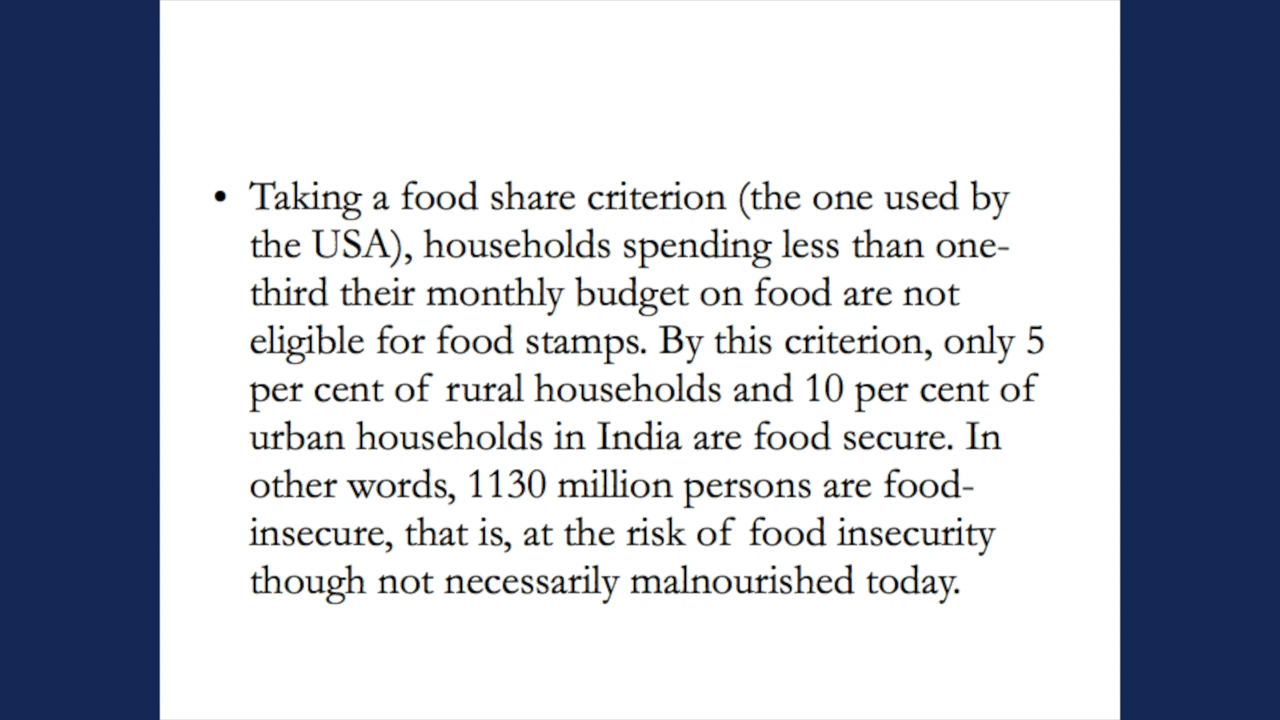 • Taking a food share criterion (the one used by
the USA), households spending less than one-
third their monthly budget on food are not
eligible for food stamps. By this criterion, only 5
per cent of rural households and 10 per cent of
urban households in India are food secure. In
other words, 1130 million persons are food-
insecure, that is, at the risk of food insecurity
though not necessarily malnourished today.